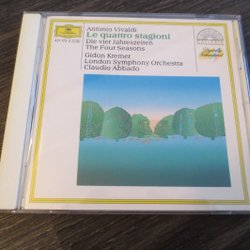 Antonio Vivaldi
Le quattro stagioni
Die vier Jahreszeiten
The Four Seasons
Gidon Kremer
London Symphony Orchestra
Claudio Abbado